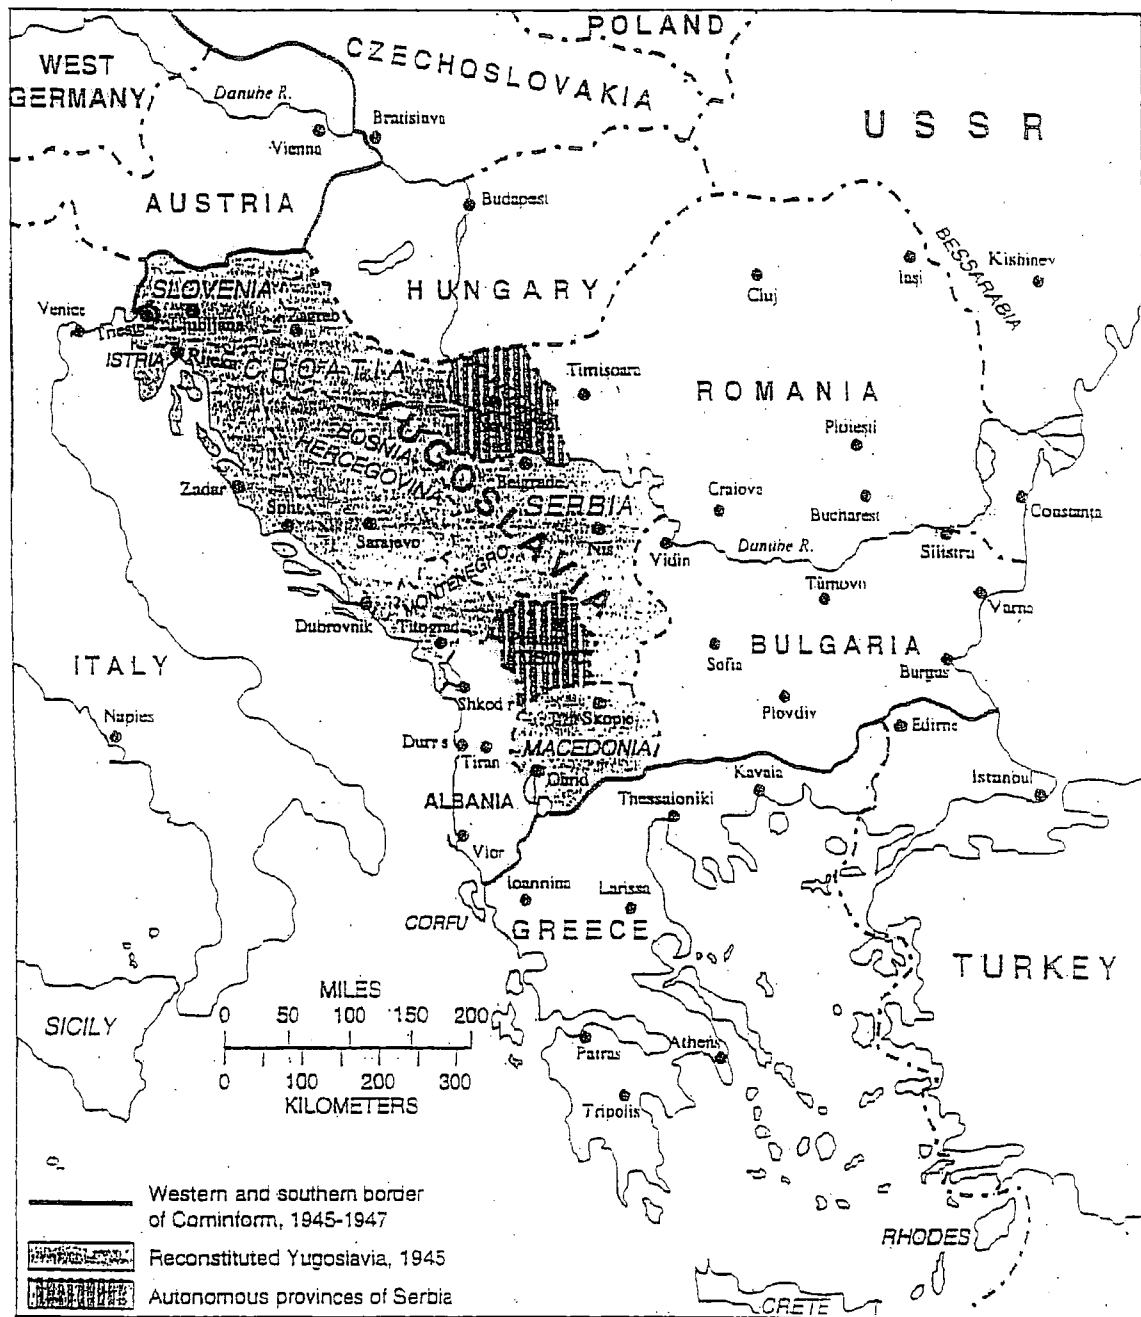 POLAND
CZECHOSLOVAKIA
WEST
GERMANY
USSR
Danube R.
Bratislava
Vienna
AUSTRIA
Budapest
BESSARABIA
Kishinev
Iasi
Cluj
HUNGARY
SLOVENIA
Venice
Trieste
Ljubljana
Zagreb
ISTRIA
Rijeka
CROATIA
Timisoara
ROMANIA
YUGOSLAVIA
Ploiesti
BOSNIA
HERCEGOVINA
Belgrade
Zadar
SERBIA
Craiova
Bucharest
Constanța
Split
Sarajevo
Nis
Vidin
Danube R.
Silistra
MONTENEGRO
Tŭrnovo
Varna
Dubrovnik
Titograd
Sofia
BULGARIA
Burgas
ITALY
Shkod r
Skopje
Plovdiv
Edirne
Naples
Durr s
Tiran
MACEDONIA
Ohrid
Kavala
Istanbul
ALBANIA
Thessaloniki
Vlor
Ioannina
Larissa
CORFU
GREECE
TURKEY
MILES
0 50 100 150 200
SICILY
Patras
Athens
0 100 200 300
KILOMETERS
Tripolis
Western and southern border
of Cominform, 1945-1947
RHODES
Reconstituted Yugoslavia, 1945
Autonomous provinces of Serbia
CRETE